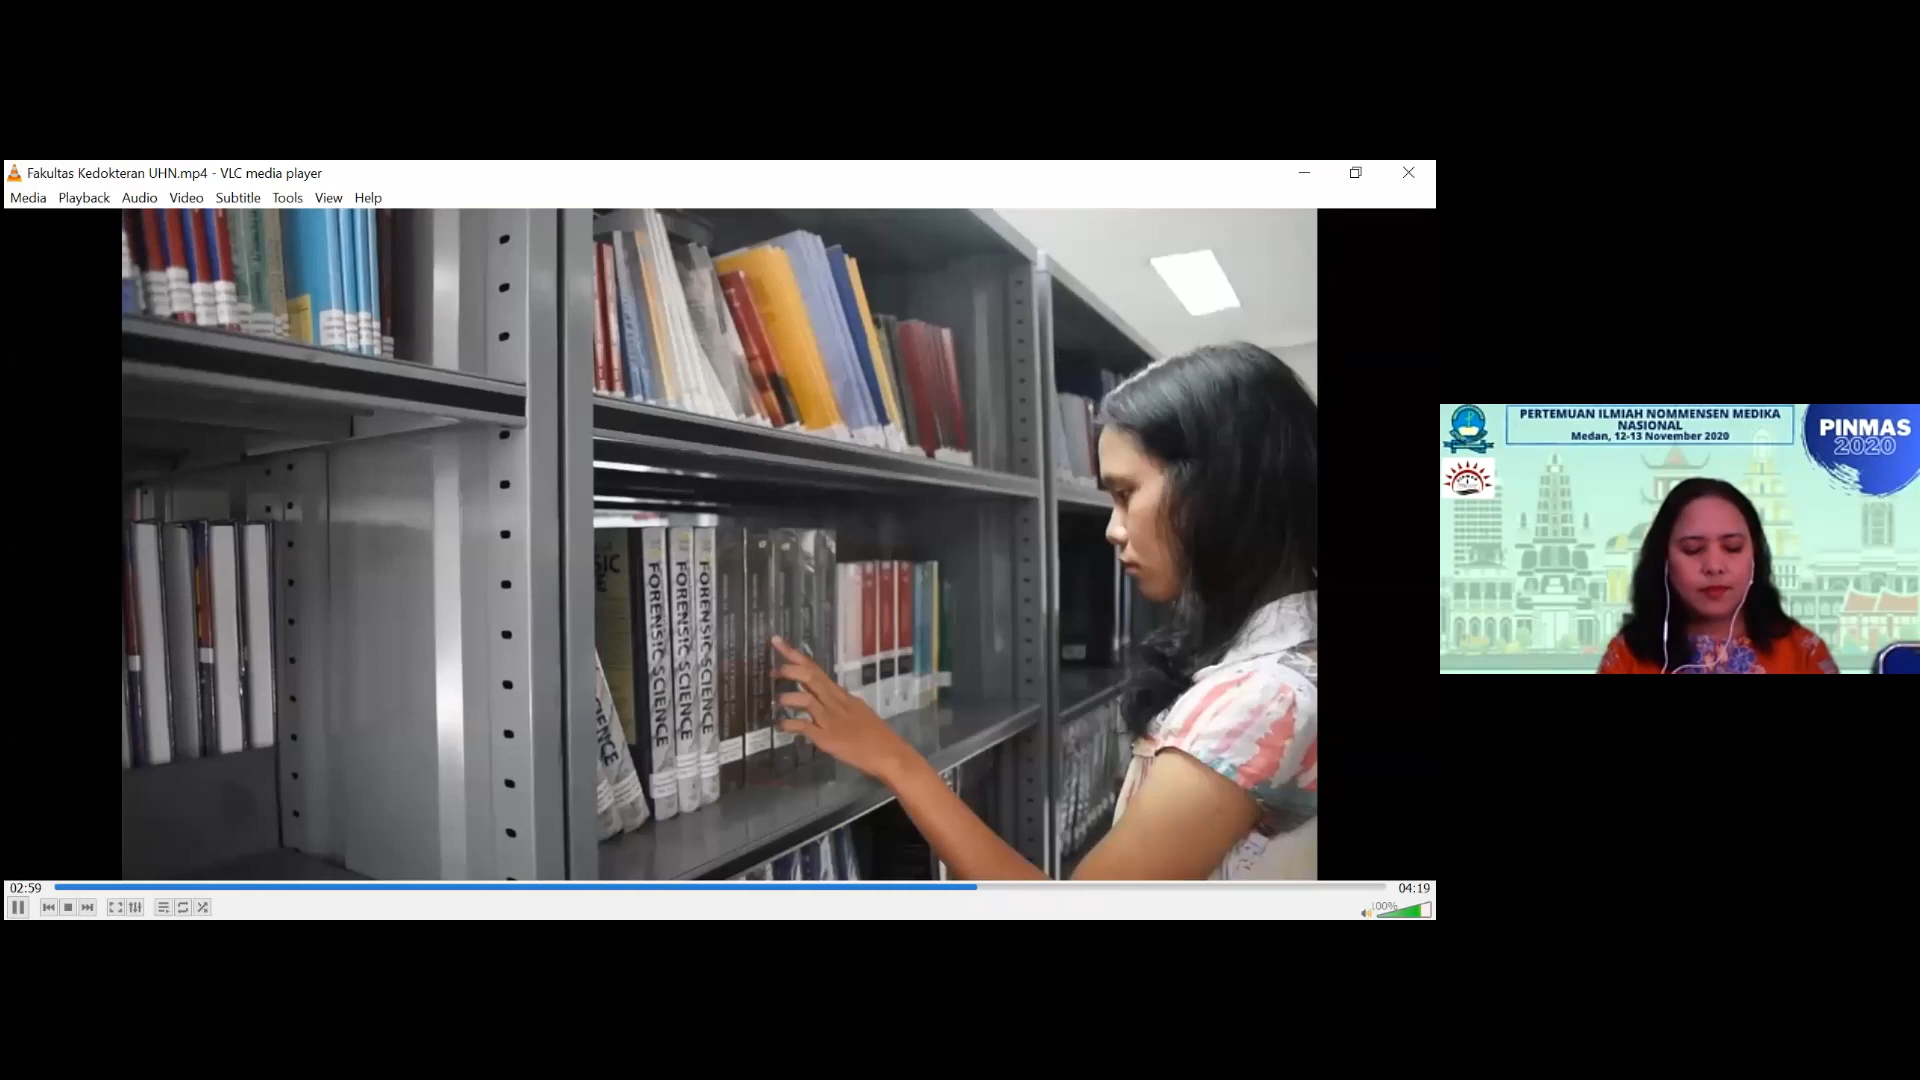 Fakultas Kedokteran UHN.mp4 - VLC media player
Media Playback Audio Video Subtitle Tools View Help
FORENSIC SCIENCE
FORENSIC SCIENCE
FORENSIC SCIENCE
02:59
04:19
100%
PERTEMUAN ILMIAH NOMMENSEN MEDIKA
NASIONAL
Medan, 12-13 November 2020
PINMAS
2020